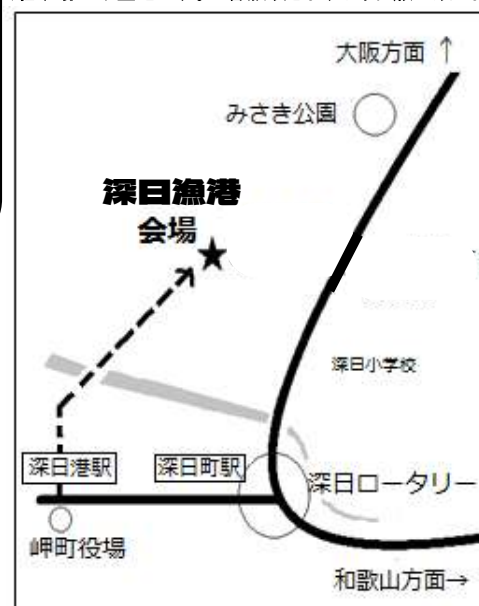 大阪方面 ↑
みさき公園
深日漁港
会場
深日小学校
深日港駅
深日町駅
深日ロータリー
岬町役場
和歌山方面→